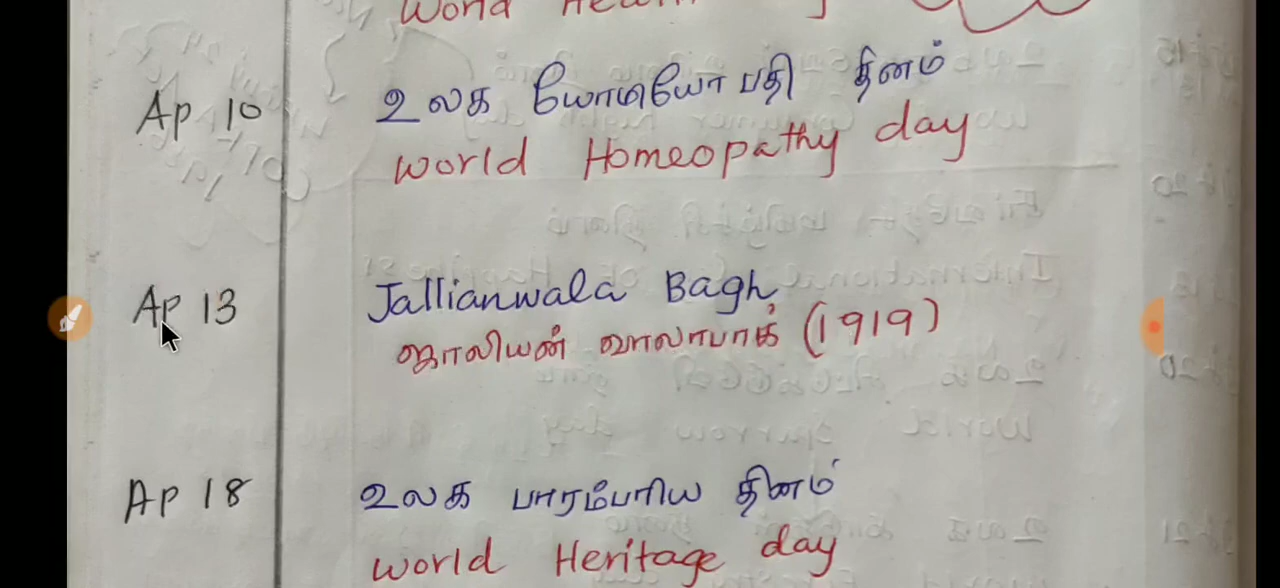 World
Ap 10
உலக யோமியோபதி தினம்
world Homeopathy day
Ap 13
Jallianwala Bagh
ஜாலியன் வாலாபாக் (1919)
Ap 18
உலக பாரம்பரிய தினம்
world Heritage day